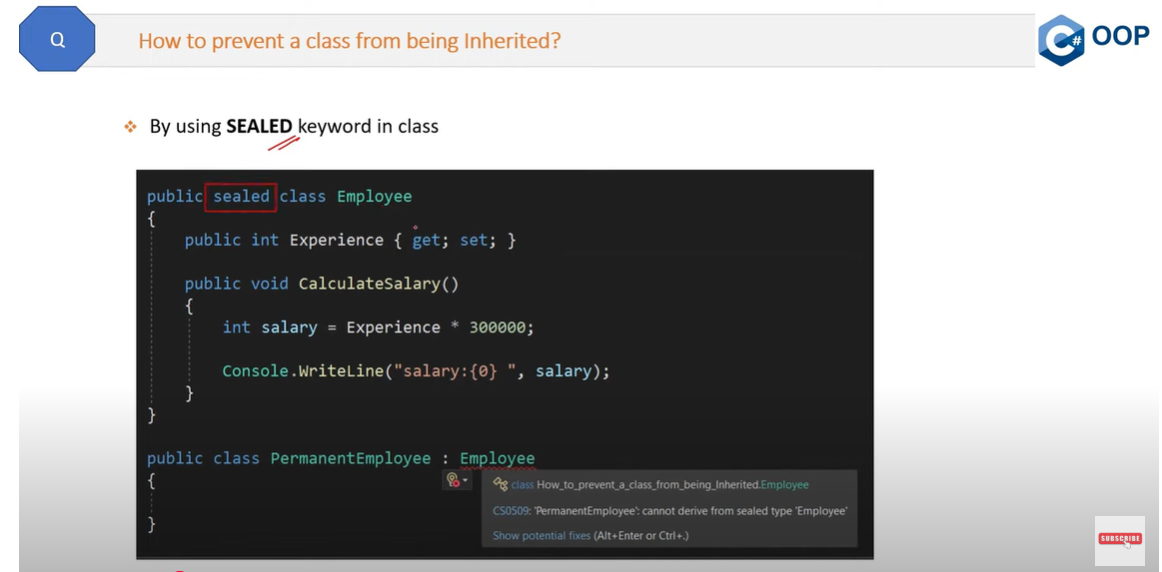 Q
How to prevent a class from being Inherited?
C#
OOP
❖ By using SEALED keyword in class
public sealed class Employee
{
public int Experience { get; set; }
public void CalculateSalary()
{
int salary = Experience * 300000;
Console.WriteLine("salary:{0} ", salary);
}
}
public class PermanentEmployee : Employee
{
class How_to_prevent_a_class_from_being_Inherited.Employee
CS0509: 'PermanentEmployee': cannot derive from sealed type 'Employee'
Show potential fixes (Alt+Enter or Ctrl+.)
}
SUBSCRIBE